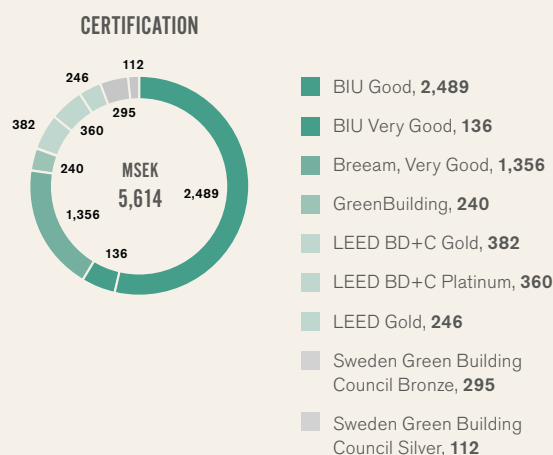 CERTIFICATION
112
246
295
382
360
240
MSEK
5,614
2,489
1,356
136
BIU Good, 2,489
BIU Very Good, 136
Breeam, Very Good, 1,356
GreenBuilding, 240
LEED BD+C Gold, 382
LEED BD+C Platinum, 360
LEED Gold, 246
Sweden Green Building
Council Bronze, 295
Sweden Green Building
Council Silver, 112